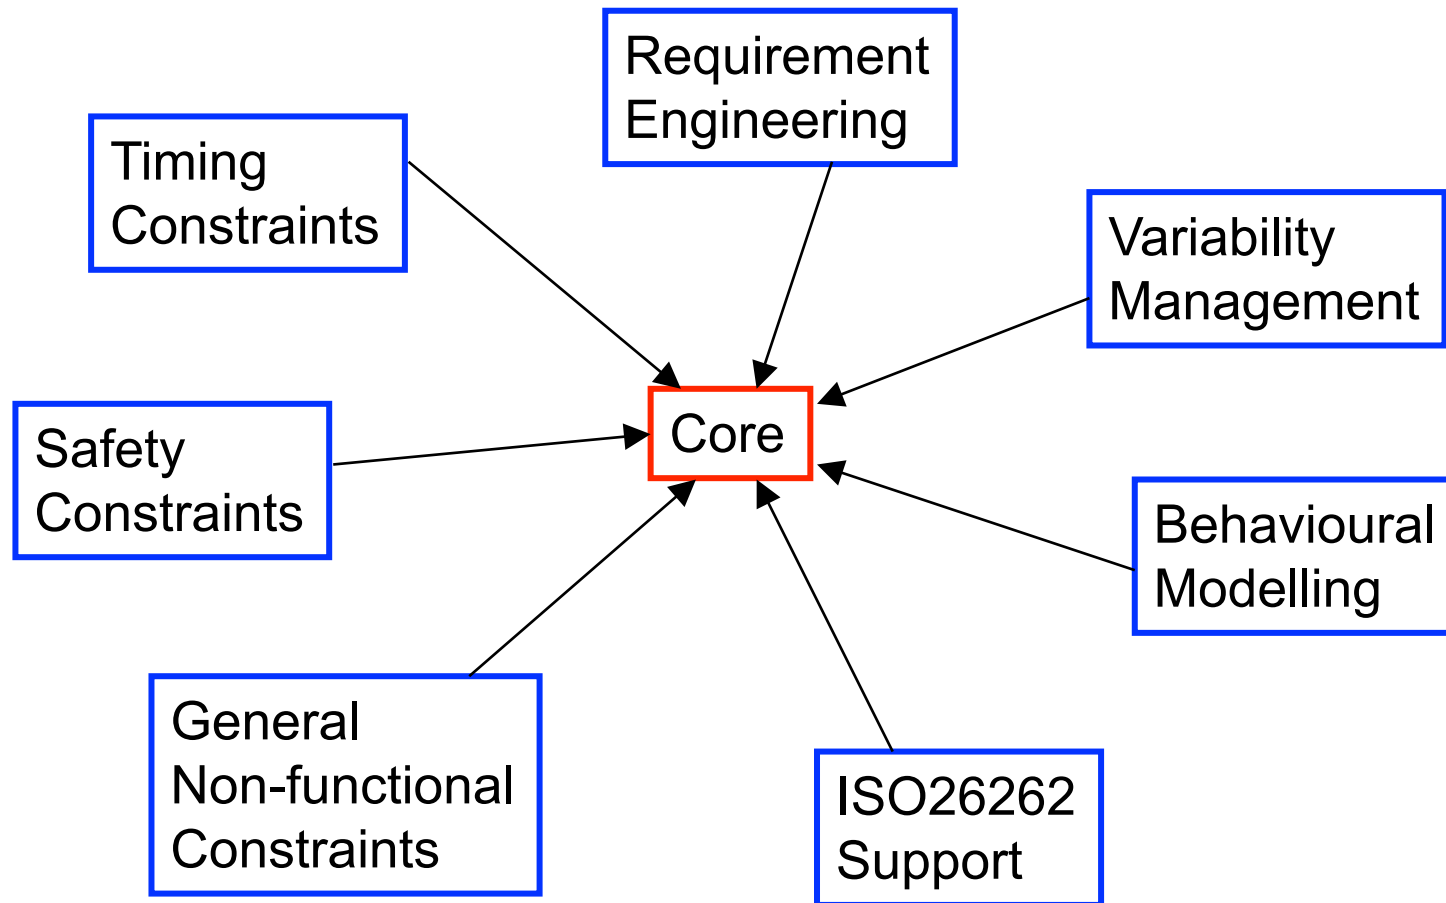 Requirement
Engineering
Timing
Constraints
Variability
Management
Core
Safety
Constraints
Behavioural
Modelling
General
Non-functional
Constraints
ISO26262
Support